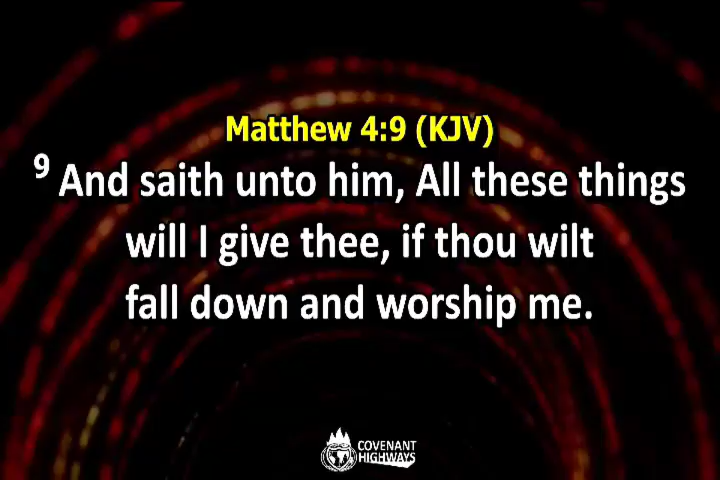 Matthew 4:9 (KJV)
9 And saith unto him, All these things
will I give thee, if thou wilt
fall down and worship me.
COVENANT
HIGHWAYS